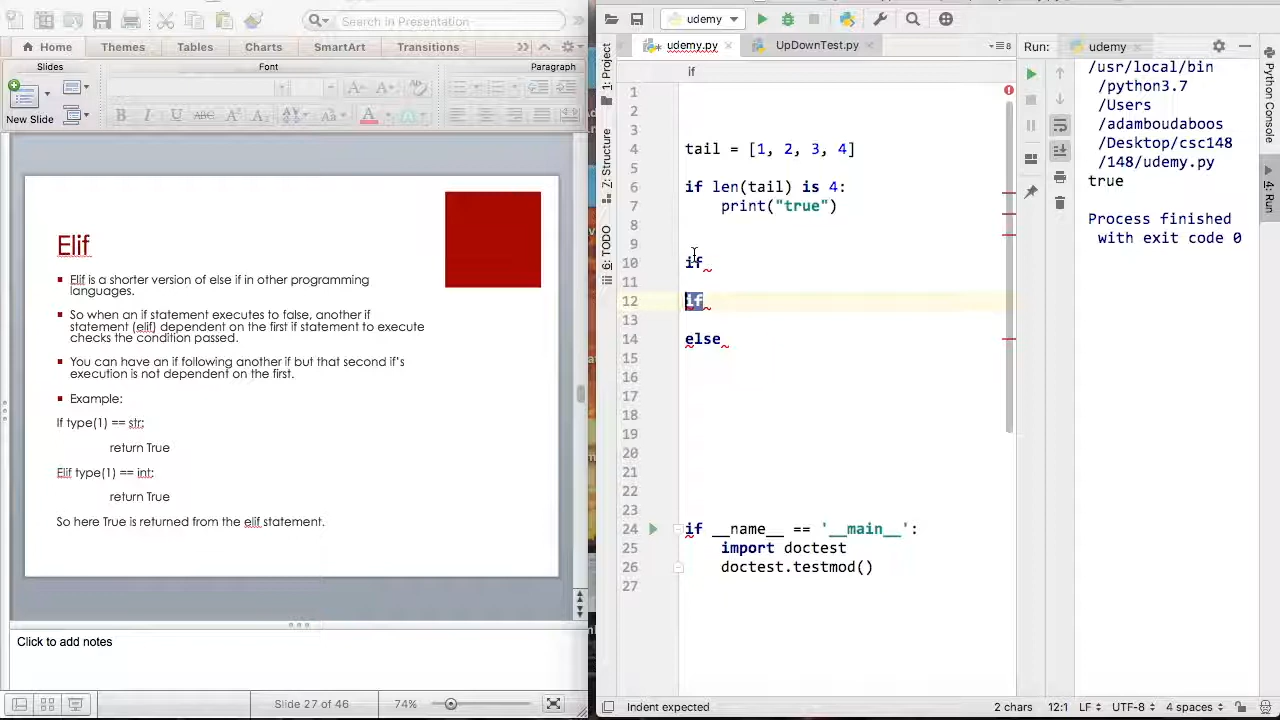 Search in Presentation
Home Themes Tables Charts SmartArt Transitions
Slides Font Paragraph
New Slide
B I U ABC
Elif
Elif is a shorter version of else if in other programming
languages.
So when an if statement executes to false, another if
statement (elif) dependent on the first if statement;s execute
checks the condition passed.
You can have an if following another if but that second if's
execution is not dependent on the first.
Example:
If type(1) == str:
return True
Elif type(1) == int:
return True
So here True is returned from the elif statement.
Click to add notes
Slide 27 of 46 74%
udemy
udemy.py UpDownTest.py
if
1: Project
Z: Structure
6: TODO
1
2
3
4 tail = [1, 2, 3, 4]
5
6 if len(tail) is 4:
7 print("true")
8
9
10 if
11
12 if
13
14 else
15
16
17
18
19
20
21
22
23
24 if __name__ == '__main__':
25 import doctest
26 doctest.testmod()
27
Run: udemy
/usr/local/bin
/python3.7
/Users
/adamboudaboos
/Desktop/csc148
/148/udemy.py
true
Process finished
with exit code 0
Python Console
4: Run
Indent expected 2 chars 12:1 LF UTF-8 4 spaces